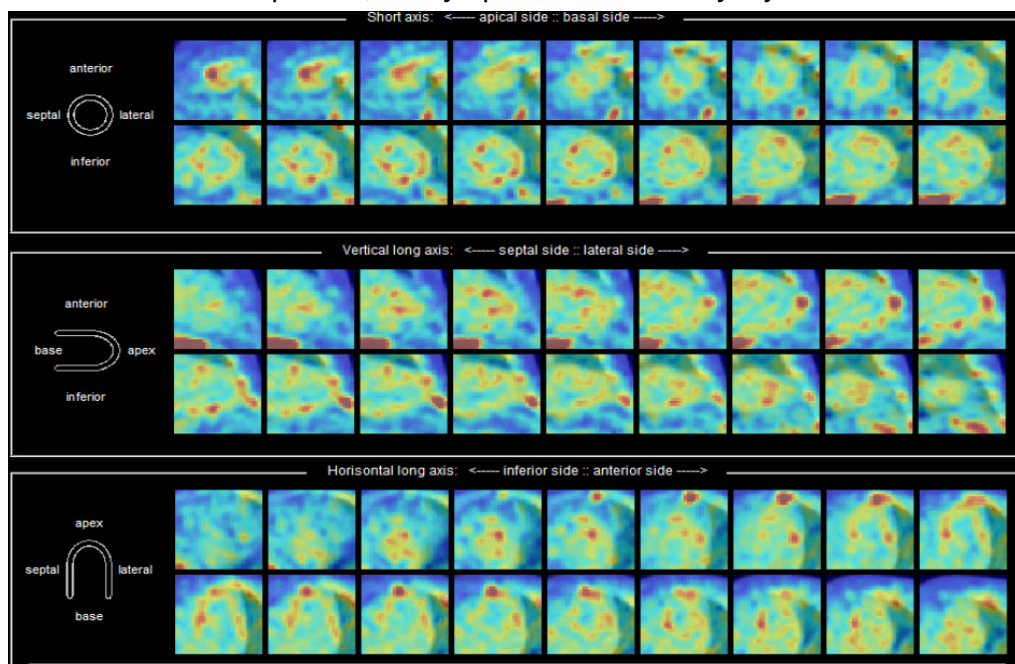 Short axis: <----- apical side :: basal side ----->
anterior
septal lateral
inferior
Vertical long axis: <----- septal side :: lateral side ----->
anterior
base apex
inferior
Horisontal long axis: <----- inferior side :: anterior side ----->
apex
septal lateral
base